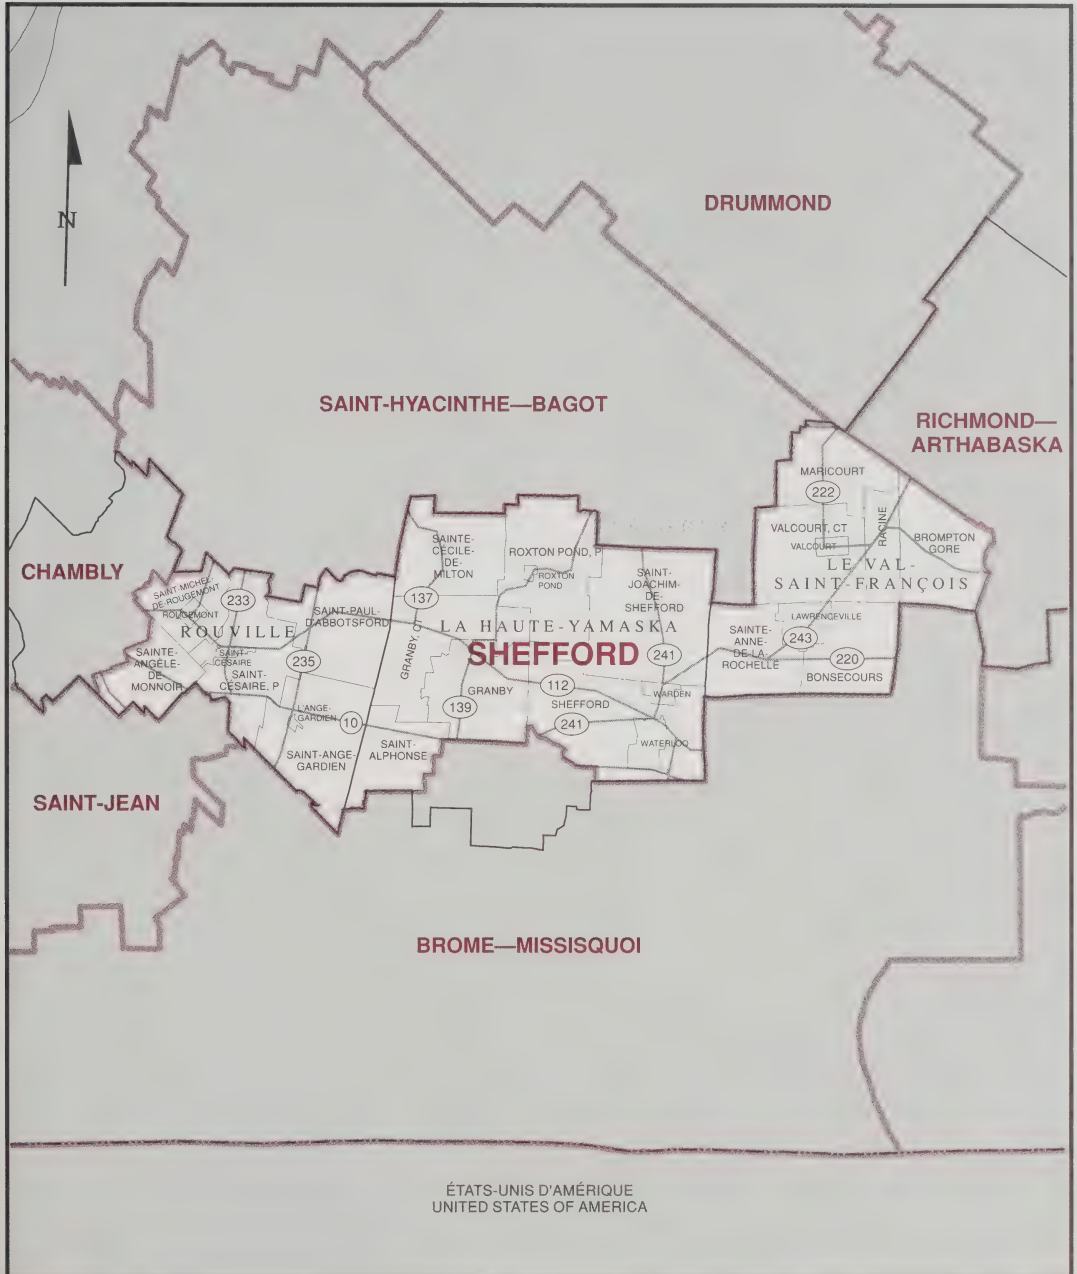 N
DRUMMOND
SAINT-HYACINTHE—BAGOT
RICHMOND—
ARTHABASKA
CHAMBLY
MARICOURT
222
VALCOURT, CT
VALCOURT
RACINE
BROMPTON
GORE
LE VAL-
SAINT-FRANÇOIS
SAINTE-
CÉCILE-
DE-
MILTON
ROXTON POND, P
ROXTON
POND
SAINT-
JOACHIM-
DE-
SHEFFORD
SAINT-MICHEL-
DE-ROUGEMONT
ROUGEMONT
233
ROUVILLE
SAINT-PAUL-
D'ABBOTSFORD
137
GRANBY, CT
LA HAUTE-YAMASKA
SHEFFORD
LAWRENCEVILLE
243
SAINTE-
ANNE-
DE-LA-
ROCHELLE
220
BONSECOURS
SAINTE-
ANGÈLE-
DE-
MONNOIR
SAINT-
CÉSAIRE
SAINT-
CÉSAIRE, P
235
241
GRANBY
112
SHEFFORD
WARDEN
139
241
WATERLOO
L'ANGE-
GARDIEN
10
SAINT-ANGE-
GARDIEN
SAINT-
ALPHONSE
SAINT-JEAN
BROME—MISSISQUOI
ÉTATS-UNIS D'AMÉRIQUE
UNITED STATES OF AMERICA